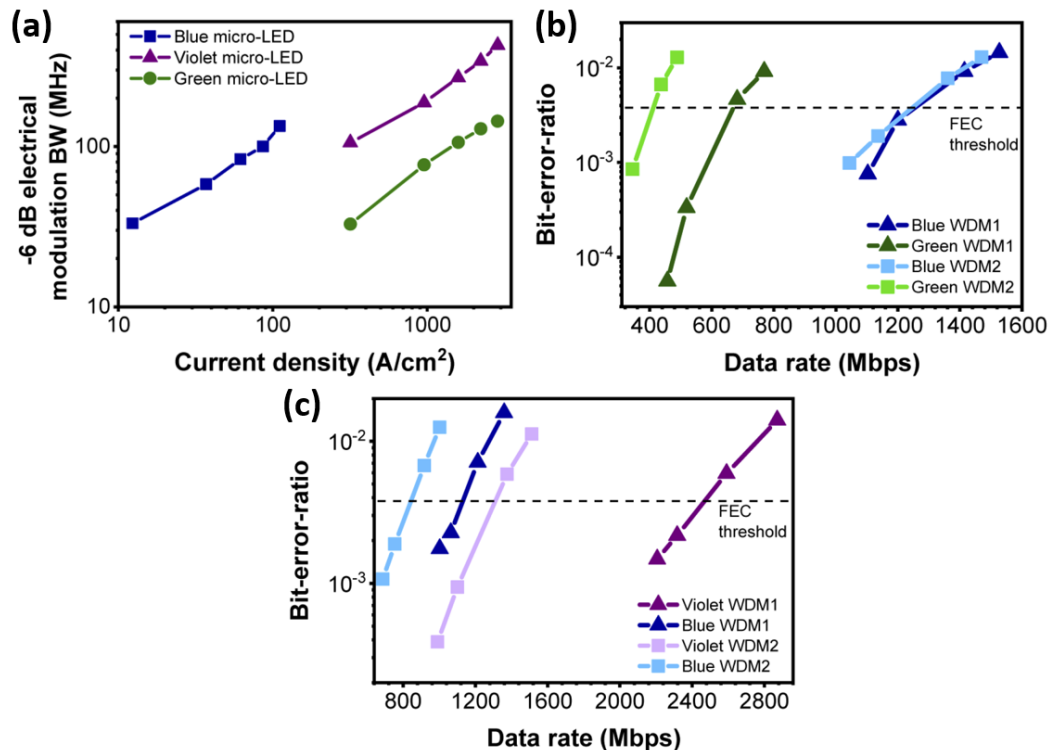 (a)
Blue micro-LED
Violet micro-LED
Green micro-LED
-6 dB electrical
modulation BW (MHz)
100
10
10
100
1000
Current density (A/cm²)
(b)
Bit-error-ratio
10⁻²
10⁻³
10⁻⁴
FEC
threshold
Blue WDM1
Green WDM1
Blue WDM2
Green WDM2
400
600
800
1000
1200
1400
1600
Data rate (Mbps)
(c)
Bit-error-ratio
10⁻²
10⁻³
FEC
threshold
Violet WDM1
Blue WDM1
Violet WDM2
Blue WDM2
800
1200
1600
2000
2400
2800
Data rate (Mbps)